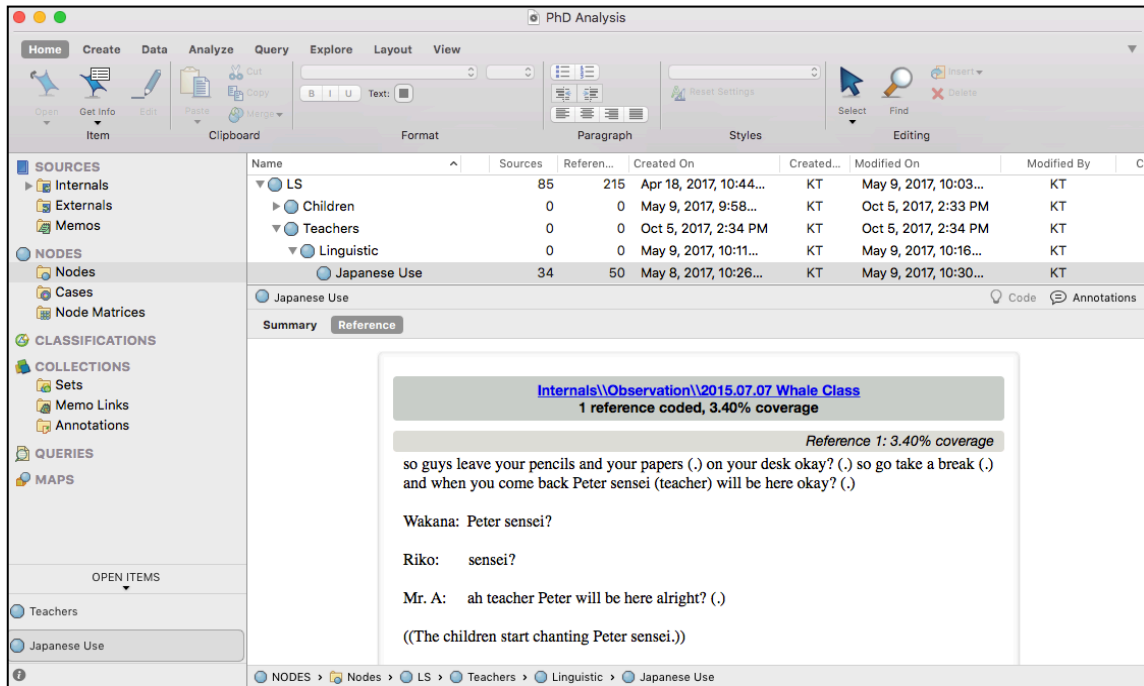 PhD Analysis
Home Create Data Analyze Query Explore Layout View
Open Get Info Edit Paste Cut Copy Merge B I U Text: Reset Settings Select Find Insert Delete
Item Clipboard Format Paragraph Styles Editing
SOURCES
Internals
Externals
Memos
NODES
Nodes
Cases
Node Matrices
CLASSIFICATIONS
COLLECTIONS
Sets
Memo Links
Annotations
QUERIES
MAPS
OPEN ITEMS
Teachers
Japanese Use
Name Sources Referen... Created On Created... Modified On Modified By C
LS 85 215 Apr 18, 2017, 10:44... KT May 9, 2017, 10:03... KT
Children 0 0 May 9, 2017, 9:58... KT Oct 5, 2017, 2:33 PM KT
Teachers 0 0 Oct 5, 2017, 2:34 PM KT Oct 5, 2017, 2:34 PM KT
Linguistic 0 0 May 9, 2017, 10:11... KT May 9, 2017, 10:16... KT
Japanese Use 34 50 May 8, 2017, 10:26... KT May 9, 2017, 10:30... KT
Japanese Use Code Annotations
Summary Reference
Internals\\Observation\\2015.07.07 Whale Class
1 reference coded, 3.40% coverage
Reference 1: 3.40% coverage
so guys leave your pencils and your papers (.) on your desk okay? (.) so go take a break (.)
and when you come back Peter sensei (teacher) will be here okay? (.)
Wakana: Peter sensei?
Riko: sensei?
Mr. A: ah teacher Peter will be here alright? (.)
((The children start chanting Peter sensei.))
NODES › Nodes › LS › Teachers › Linguistic › Japanese Use